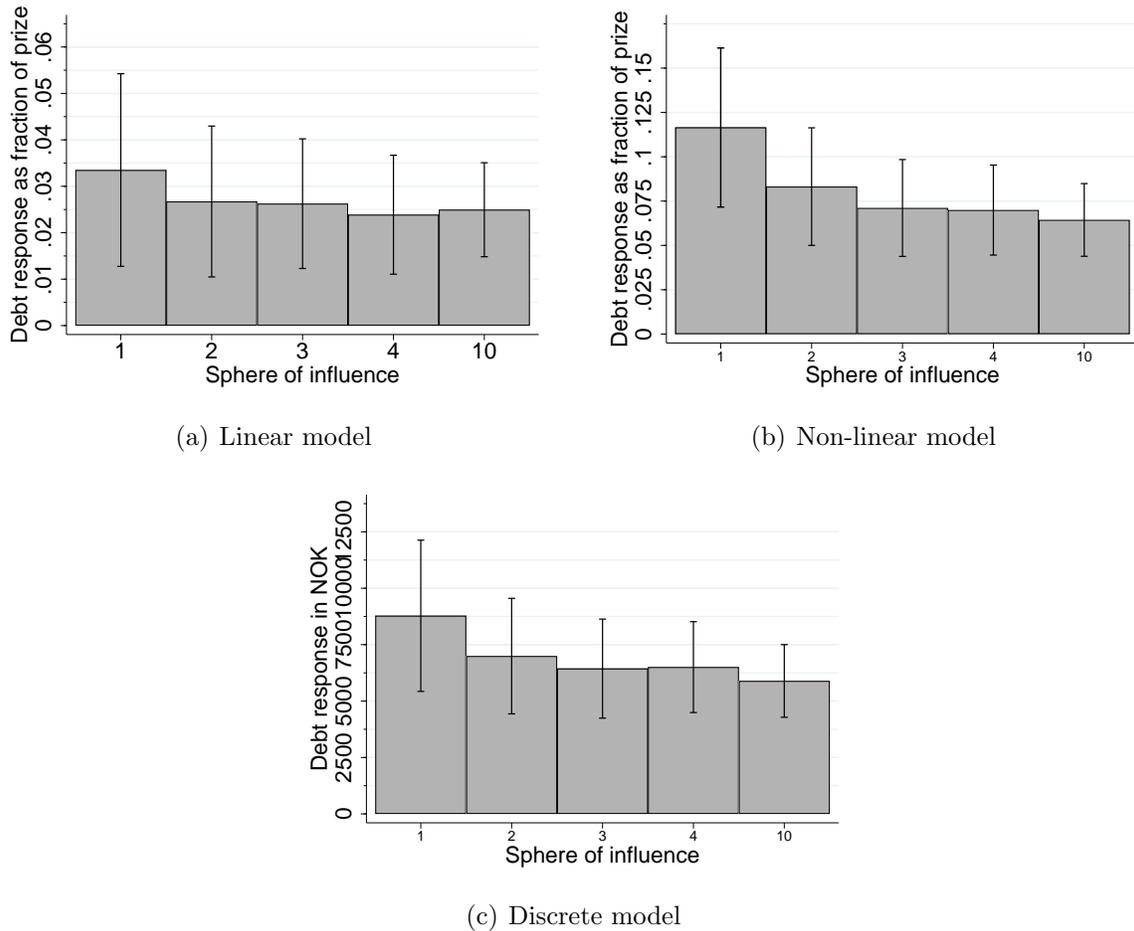 Debt response as fraction of prize
.06
.05
.04
.03
.02
.01
0
1 2 3 4 10
Sphere of influence
(a) Linear model
Debt response as fraction of prize
.15
.125
.1
.075
.05
.025
0
1 2 3 4 10
Sphere of influence
(b) Non-linear model
Debt response in NOK
12500
10000
7500
5000
2500
0
1 2 3 4 10
Sphere of influence
(c) Discrete model